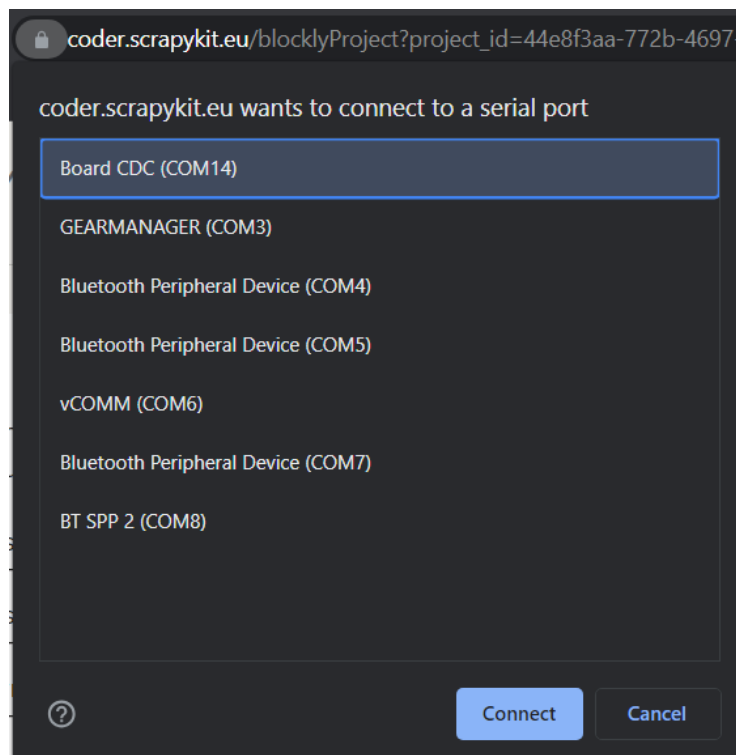 coder.scrapykit.eu/blocklyProject?project_id=44e8f3aa-772b-4697-
coder.scrapykit.eu wants to connect to a serial port
Board CDC (COM14)
GEARMANAGER (COM3)
Bluetooth Peripheral Device (COM4)
Bluetooth Peripheral Device (COM5)
vCOMM (COM6)
Bluetooth Peripheral Device (COM7)
BT SPP 2 (COM8)
Connect Cancel